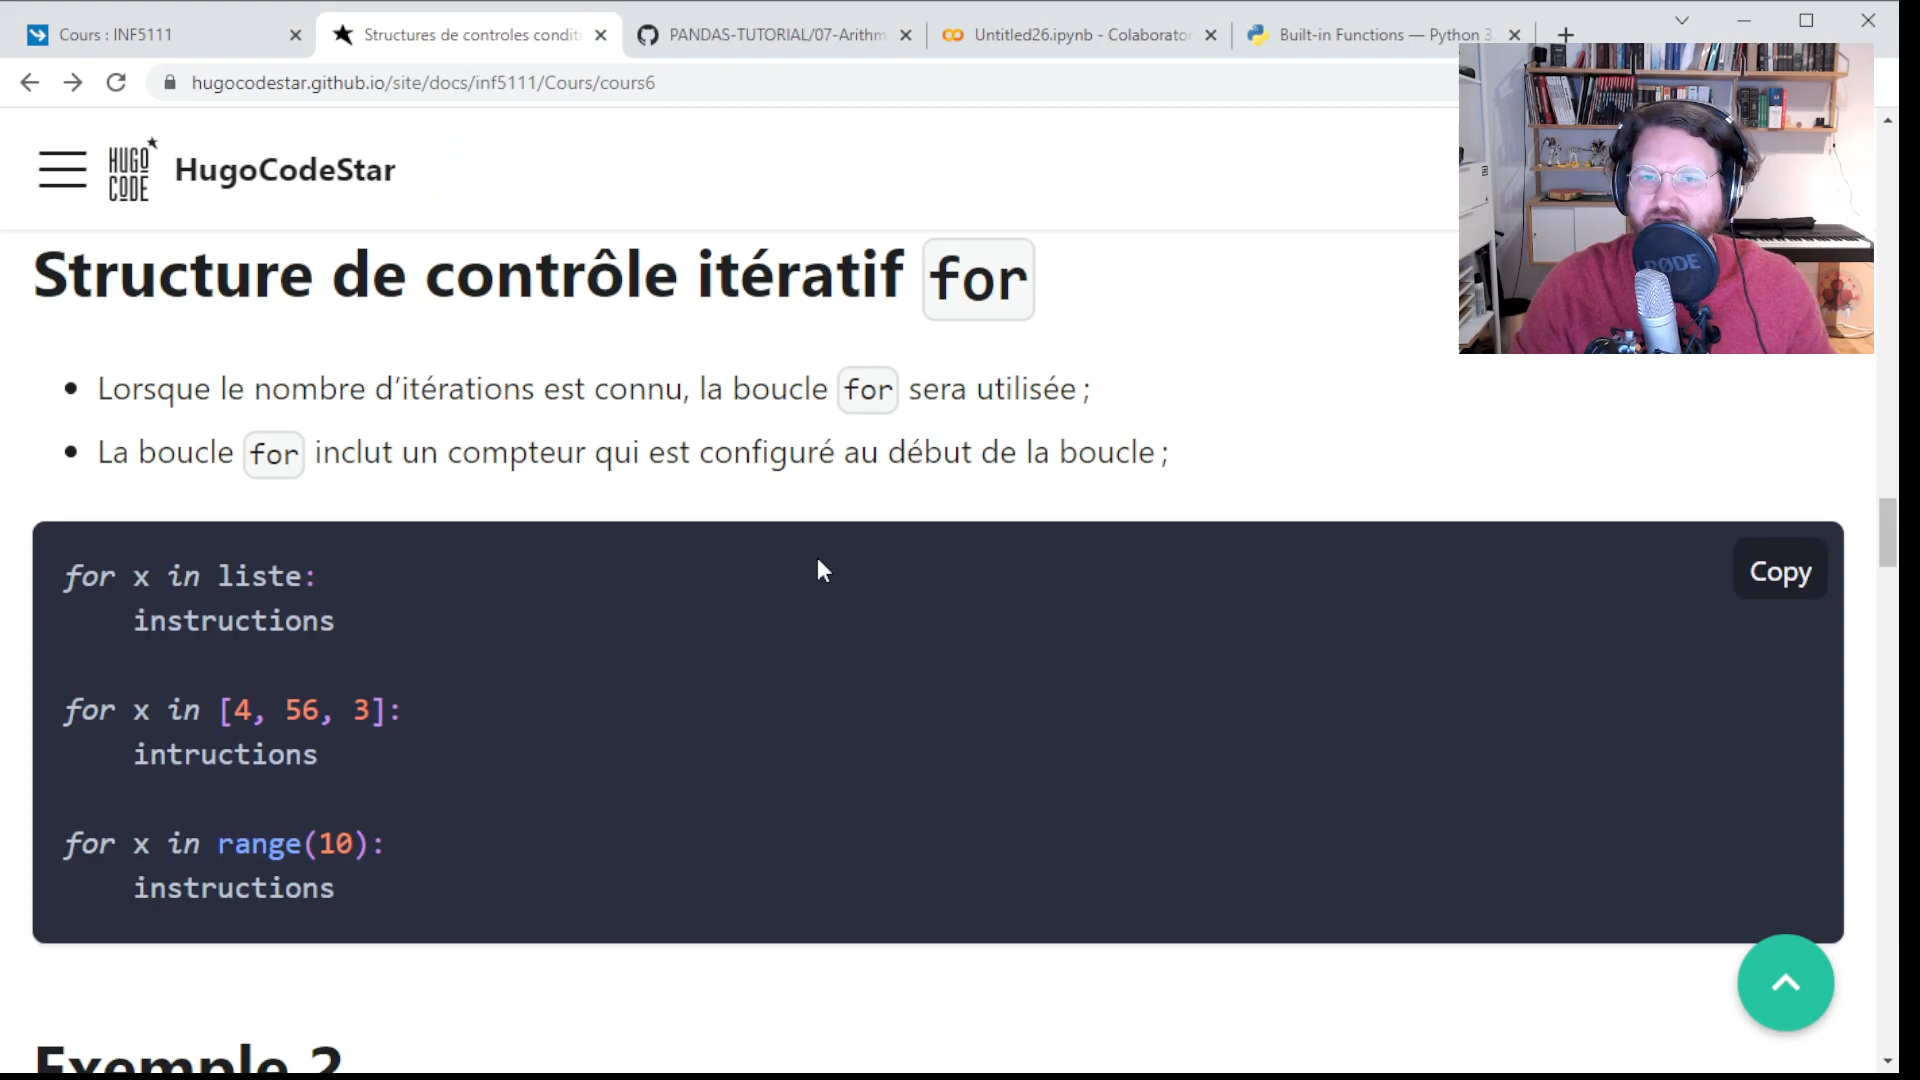 Cours : INF5111
Structures de controles condit
PANDAS-TUTORIAL/07-Arithm
Untitled26.ipynb - Colaborator
Built-in Functions — Python 3.
hugocodestar.github.io/site/docs/inf5111/Cours/cours6
HUGO
CODE
HugoCodeStar
RØDE
Structure de contrôle itératif for
Lorsque le nombre d’itérations est connu, la boucle for sera utilisée ;
La boucle for inclut un compteur qui est configuré au début de la boucle ;
for x in liste:
instructions
Copy
for x in [4, 56, 3]:
intructions
for x in range(10):
instructions
Exemple 2